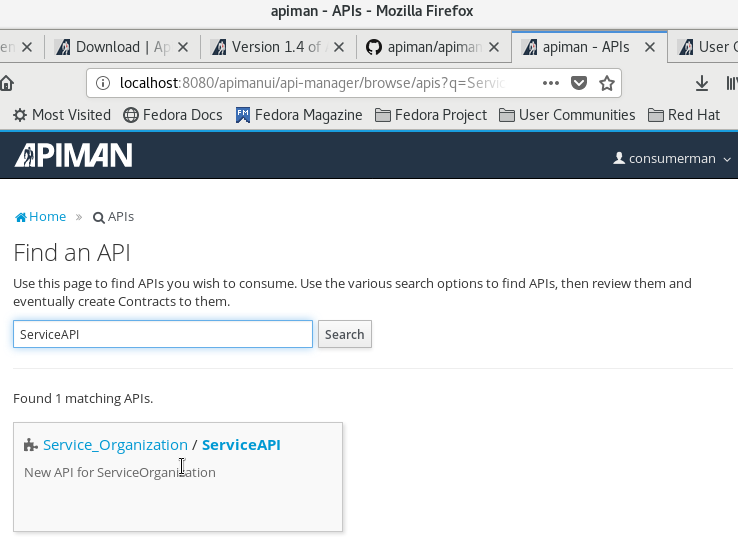 apiman - APIs - Mozilla Firefox
en
Download | Ap
Version 1.4 of
apiman/apiman
apiman - APIs
User C
localhost:8080/apimanui/api-manager/browse/apis?q=Servic
Most Visited
Fedora Docs
Fedora Magazine
Fedora Project
User Communities
Red Hat
APIMAN
consumerman
Home » APIs
Find an API
Use this page to find APIs you wish to consume. Use the various search options to find APIs, then review them and
eventually create Contracts to them.
ServiceAPI
Search
Found 1 matching APIs.
Service_Organization / ServiceAPI
New API for ServiceOrganization